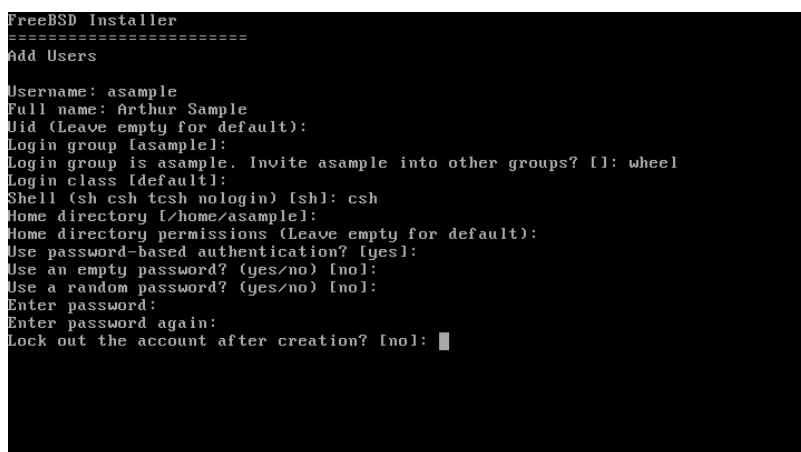 FreeBSD Installer
========================
Add Users
Username: asample
Full name: Arthur Sample
Uid (Leave empty for default):
Login group [asample]:
Login group is asample. Invite asample into other groups? []: wheel
Login class [default]:
Shell (sh csh tcsh nologin) [sh]: csh
Home directory [/home/asample]:
Home directory permissions (Leave empty for default):
Use password-based authentication? [yes]:
Use an empty password? (yes/no) [no]:
Use a random password? (yes/no) [no]:
Enter password:
Enter password again:
Lock out the account after creation? [no]: